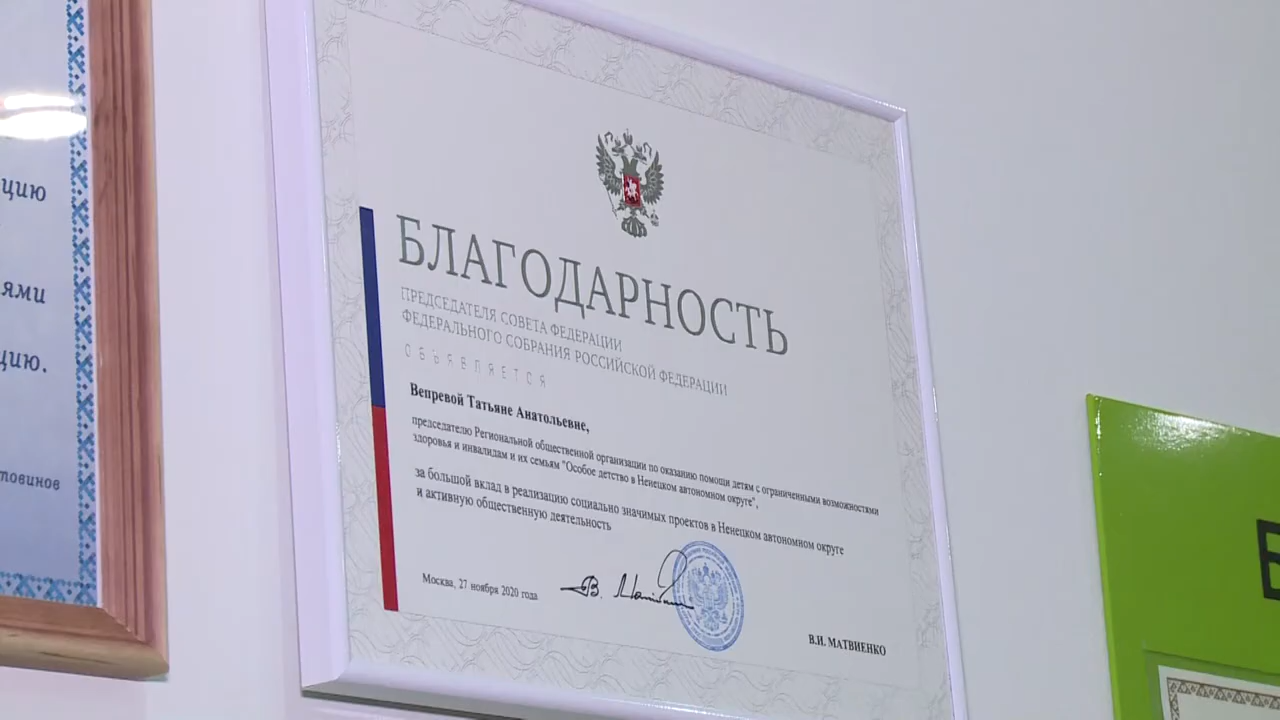 цию
ями
цию.
товинов
БЛАГОДАРНОСТЬ
ПРЕДСЕДАТЕЛЯ СОВЕТА ФЕДЕРАЦИИ
ФЕДЕРАЛЬНОГО СОБРАНИЯ РОССИЙСКОЙ ФЕДЕРАЦИИ
ОБЪЯВЛЯЕТСЯ
Вепревой Татьяне Анатольевне,
председателю Региональной общественной организации по оказанию помощи детям с ограниченными возможностями
здоровья и инвалидам и их семьям "Особое детство в Ненецком автономном округе",
за большой вклад в реализацию социально значимых проектов в Ненецком автономном округе
и активную общественную деятельность
Москва, 27 ноября 2020 года
В.И. МАТВИЕНКО